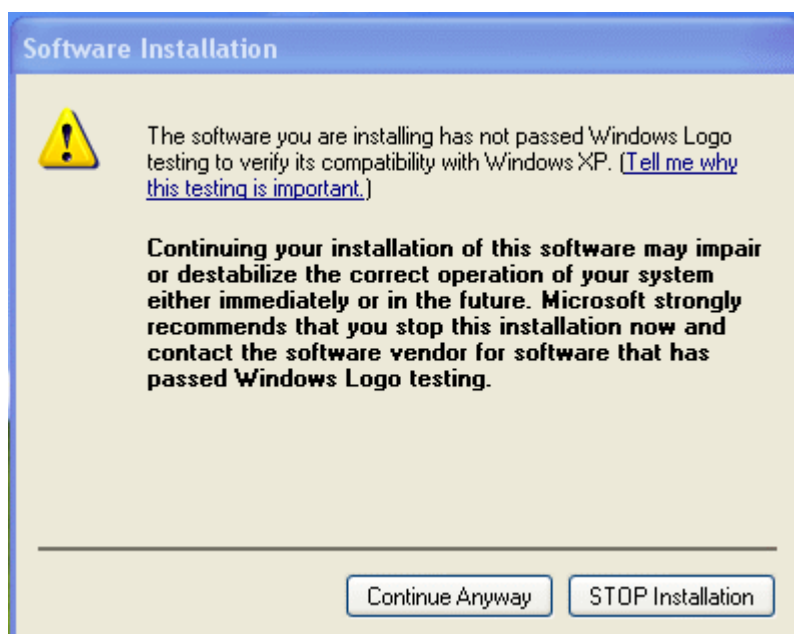 Software Installation
The software you are installing has not passed Windows Logo
testing to verify its compatibility with Windows XP. (Tell me why
this testing is important.)
Continuing your installation of this software may impair
or destabilize the correct operation of your system
either immediately or in the future. Microsoft strongly
recommends that you stop this installation now and
contact the software vendor for software that has
passed Windows Logo testing.
Continue Anyway
STOP Installation